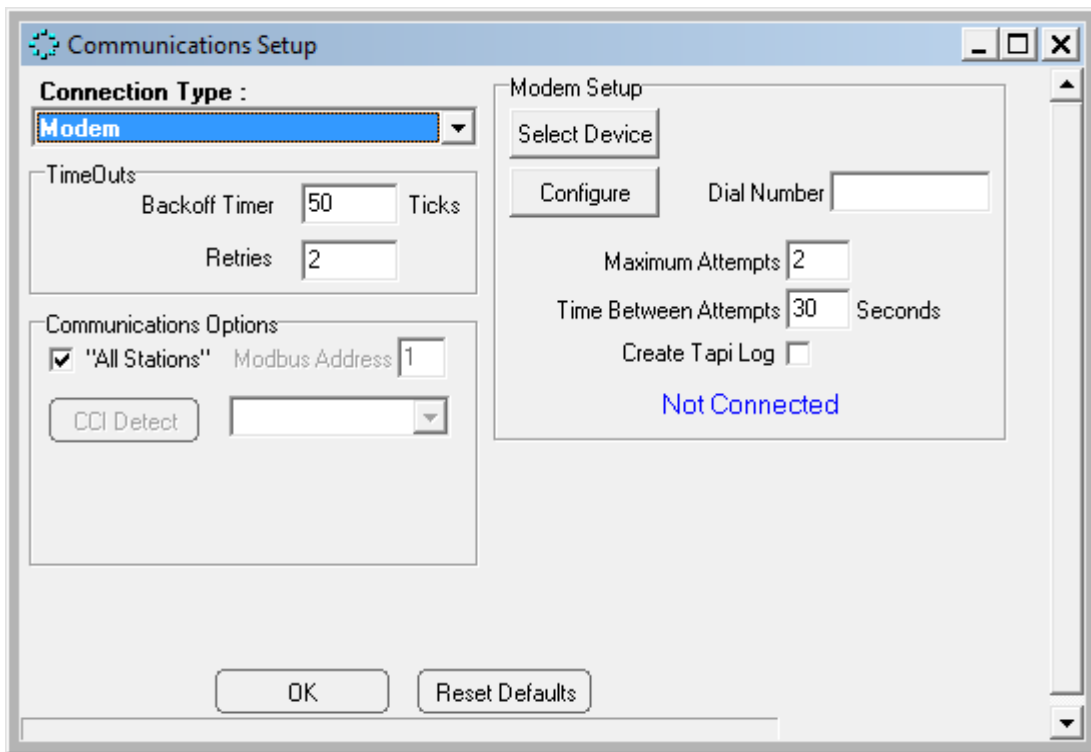 Communications Setup
Connection Type :
Modem
TimeOuts
Backoff Timer 50 Ticks
Retries 2
Communications Options
"All Stations" Modbus Address 1
CCI Detect
Modem Setup
Select Device
Configure Dial Number
Maximum Attempts 2
Time Between Attempts 30 Seconds
Create Tapi Log
Not Connected
OK Reset Defaults